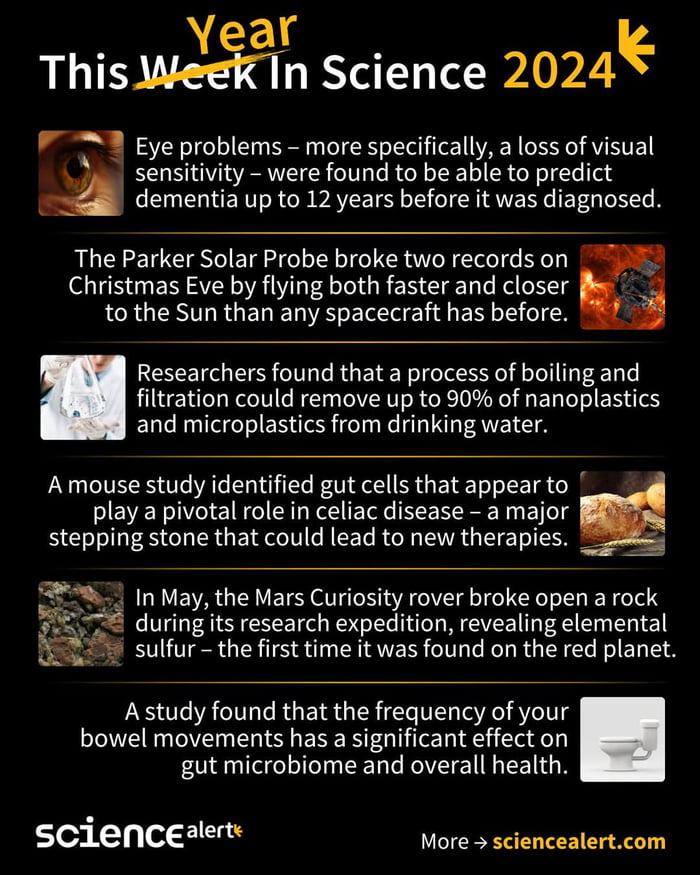 Year
This Week In Science 2024
Eye problems – more specifically, a loss of visual
sensitivity – were found to be able to predict
dementia up to 12 years before it was diagnosed.
The Parker Solar Probe broke two records on
Christmas Eve by flying both faster and closer
to the Sun than any spacecraft has before.
Researchers found that a process of boiling and
filtration could remove up to 90% of nanoplastics
and microplastics from drinking water.
A mouse study identified gut cells that appear to
play a pivotal role in celiac disease – a major
stepping stone that could lead to new therapies.
In May, the Mars Curiosity rover broke open a rock
during its research expedition, revealing elemental
sulfur – the first time it was found on the red planet.
A study found that the frequency of your
bowel movements has a significant effect on
gut microbiome and overall health.
science alert
More → sciencealert.com